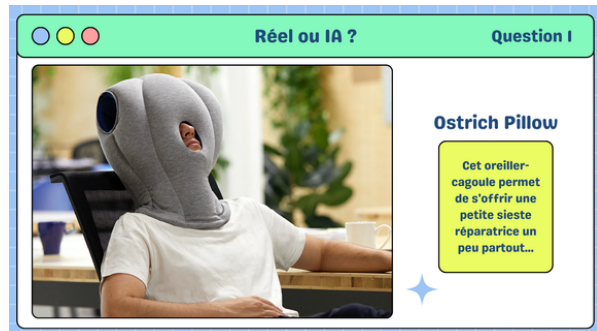 Réel ou IA ?
Question 1
Ostrich Pillow
Cet oreiller-
cagoule permet
de s'offrir une
petite sieste
réparatrice un
peu partout...